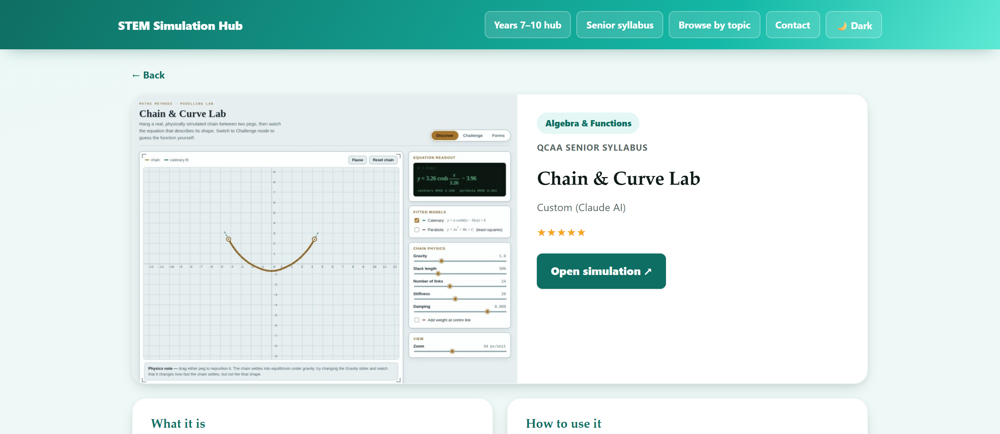 STEM Simulation Hub
Years 7–10 hub
Senior syllabus
Browse by topic
Contact
🌙 Dark
← Back
MATHS METHODS · MODELLING LAB
Chain & Curve Lab
Hang a real, physically simulated chain between two pegs, then watch
the equation that describes its shape. Switch to Challenge mode to
guess the function yourself.
Discover
Challenge
Forms
chain
catenary fit
Pause
Reset chain
9
8
7
6
5
4
3
2
1
-12 -11 -10 -9 -8 -7 -6 -5 -4 -3 -2 -1 0 1 2 3 4 5 6 7 8 9 10 11 12
-1
-2
-3
-4
-5
-6
-7
-8
-9
Physics note — drag either peg to reposition it. The chain settles into equilibrium under gravity; try changing the Gravity slider and watch
that it changes how fast the chain settles, but not the final shape.
EQUATION READOUT
Y = F(X)
y = 3.26 cosh x/3.26 − 3.96
catenary RMSE 0.038 parabola RMSE 0.051
FITTED MODELS
Catenary y = a cosh((x − h)/a) + k
Parabola y = Ax² + Bx + C (least-squares)
CHAIN PHYSICS
Gravity 1.0
Slack length 30%
Number of links 24
Stiffness 20
Damping 0.980
Add weight at centre link
VIEW
Zoom 34 px/unit
Algebra & Functions
QCAA SENIOR SYLLABUS
Chain & Curve Lab
Custom (Claude AI)
★★★★★
Open simulation ↗
What it is
How to use it